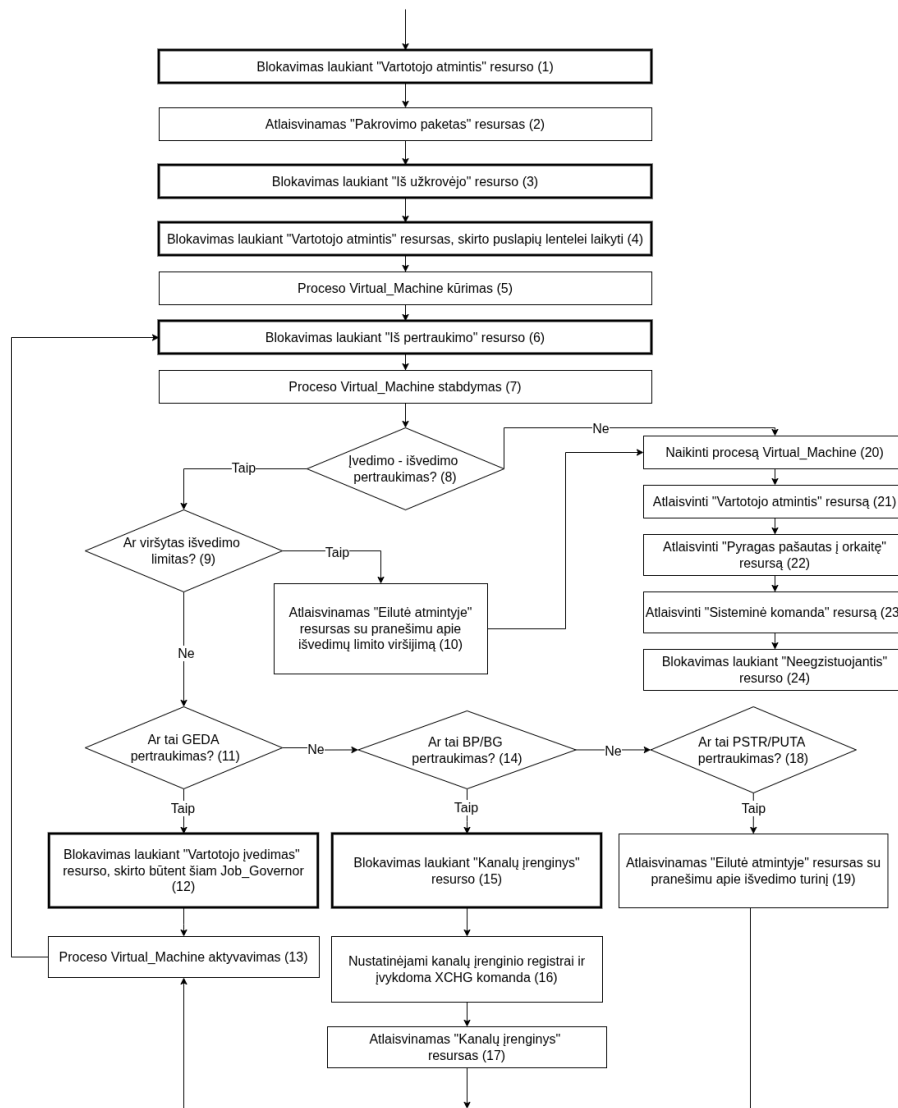 Blokavimas laukiant "Vartotojo atmintis" resurso (1)
Atlaisvinamas "Pakrovimo paketas" resursas (2)
Blokavimas laukiant "Iš užkrovėjo" resurso (3)
Blokavimas laukiant "Vartotojo atmintis" resursas, skirto puslapių lentelei laikyti (4)
Proceso Virtual_Machine kūrimas (5)
Blokavimas laukiant "Iš pertraukimo" resurso (6)
Proceso Virtual_Machine stabdymas (7)
Įvedimo - išvedimo
pertraukimas? (8)
Taip
Ne
Naikinti procesą Virtual_Machine (20)
Atlaisvinti "Vartotojo atmintis" resursą (21)
Atlaisvinti "Pyragas pašautas į orkaitę"
resursą (22)
Atlaisvinti "Sisteminė komanda" resursą (23
Blokavimas laukiant "Neegzistuojantis"
resurso (24)
Ar viršytas išvedimo
limitas? (9)
Taip
Atlaisvinamas "Eilutė atmintyje"
resursas su pranešimu apie
išvedimų limito viršijimą (10)
Ne
Ar tai GEDA
pertraukimas? (11)
Ne
Ar tai BP/BG
pertraukimas? (14)
Ne
Ar tai PSTR/PUTA
pertraukimas? (18)
Taip
Taip
Taip
Blokavimas laukiant "Vartotojo įvedimas"
resurso, skirto būtent šiam Job_Governor
(12)
Blokavimas laukiant "Kanalų įrenginys"
resurso (15)
Atlaisvinamas "Eilutė atmintyje" resursas su
pranešimu apie išvedimo turinį (19)
Proceso Virtual_Machine aktyvavimas (13)
Nustatinėjami kanalų įrenginio registrai ir
įvykdoma XCHG komanda (16)
Atlaisvinamas "Kanalų įrenginys"
resursas (17)